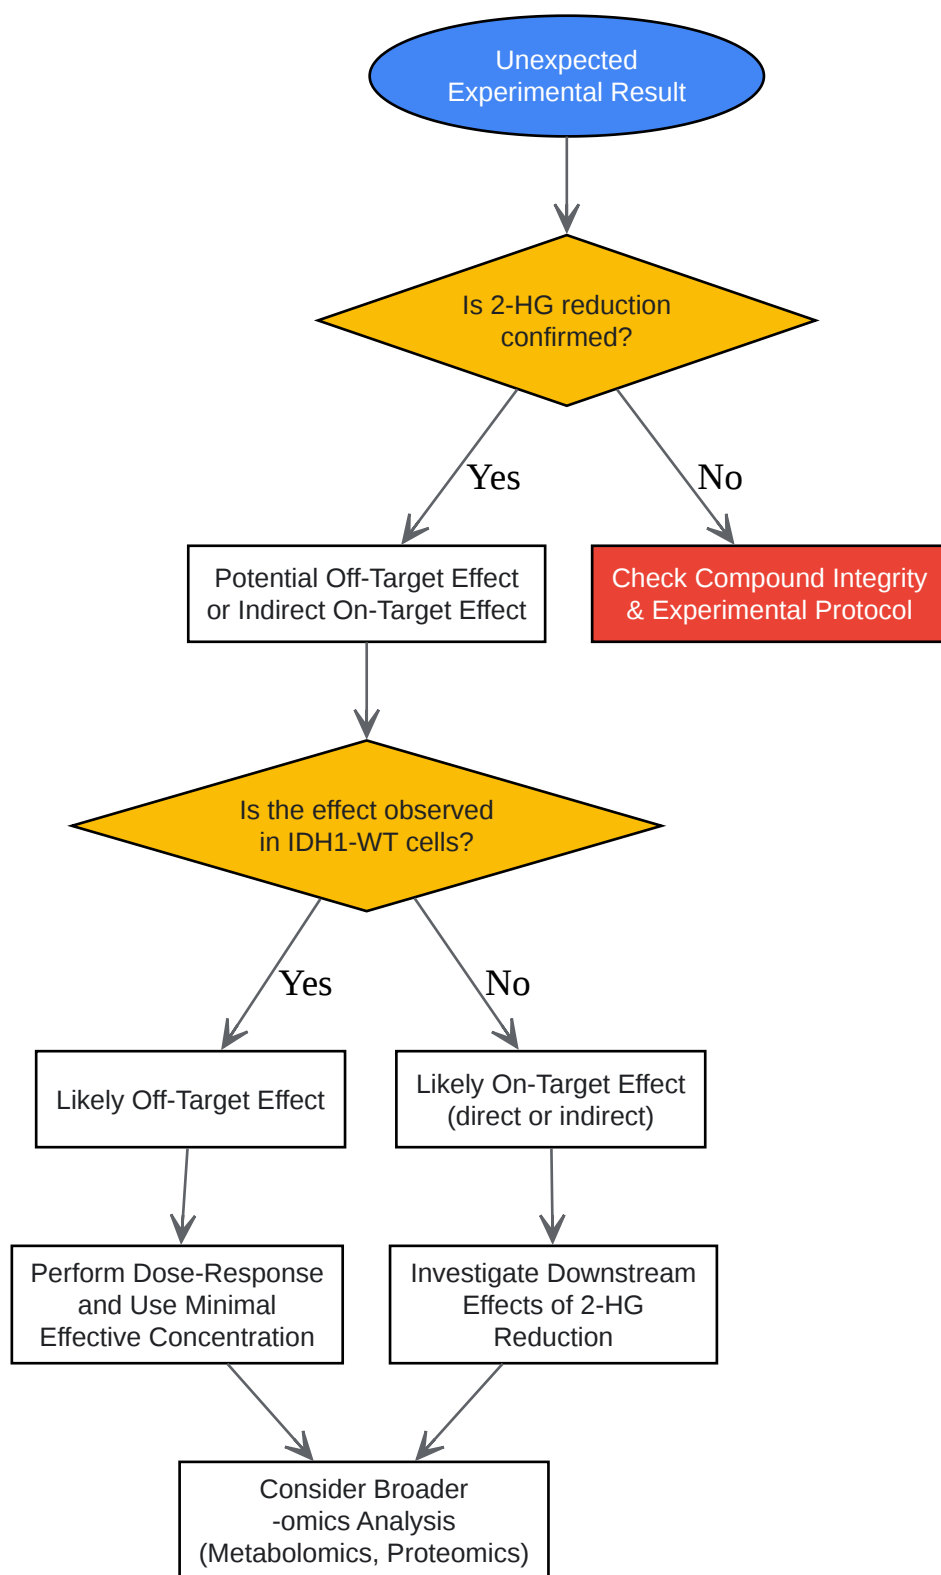 Unexpected
Experimental Result
Is 2-HG reduction
confirmed?
Yes
No
Potential Off-Target Effect
or Indirect On-Target Effect
Check Compound Integrity
& Experimental Protocol
Is the effect observed
in IDH1-WT cells?
Yes
No
Likely Off-Target Effect
Likely On-Target Effect
(direct or indirect)
Perform Dose-Response
and Use Minimal
Effective Concentration
Investigate Downstream
Effects of 2-HG
Reduction
Consider Broader
-omics Analysis
(Metabolomics, Proteomics)